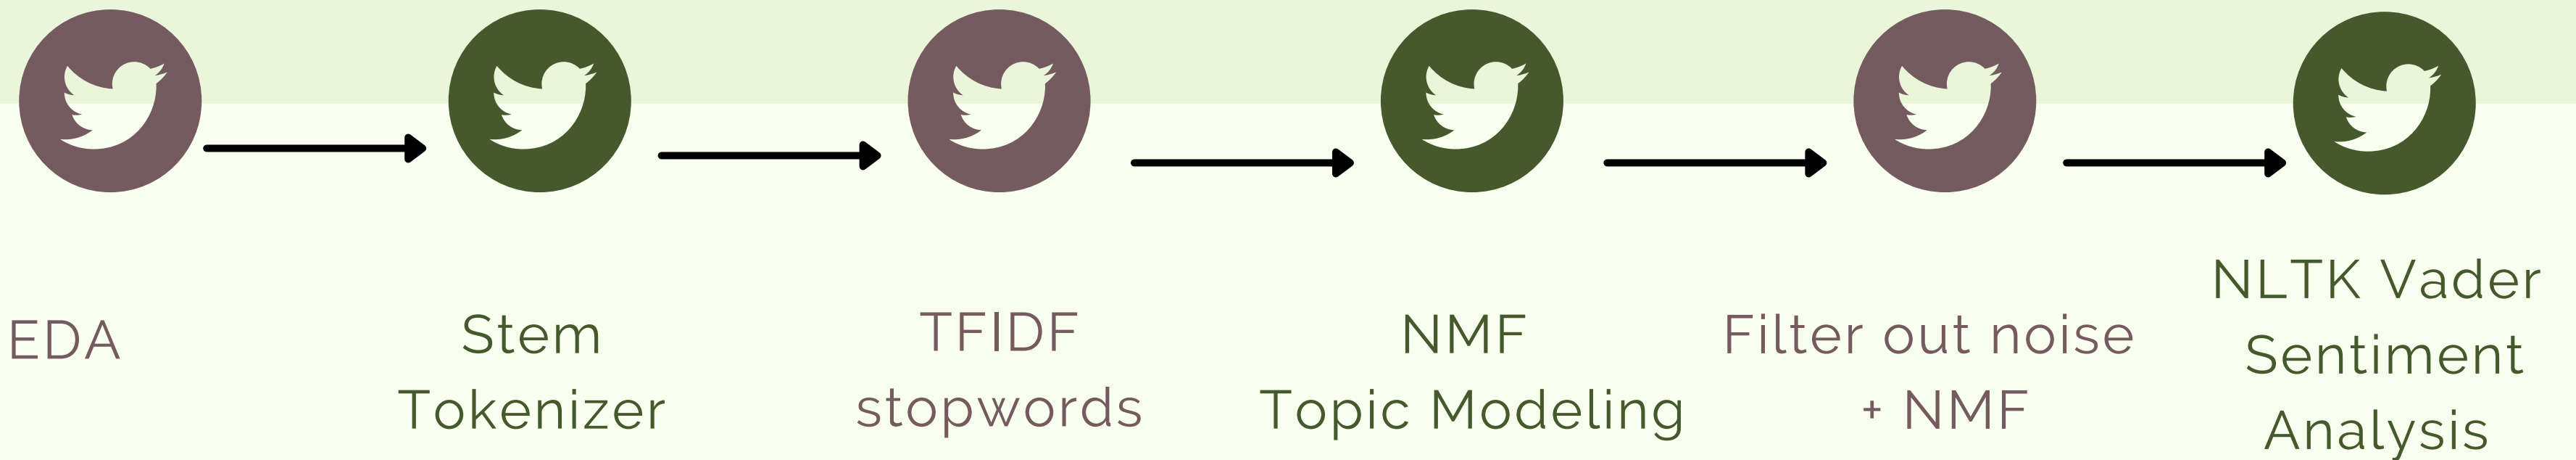 EDA
Stem
Tokenizer
TFIDF
stopwords
NMF
Topic Modeling
Filter out noise
+ NMF
NLTK Vader
Sentiment
Analysis